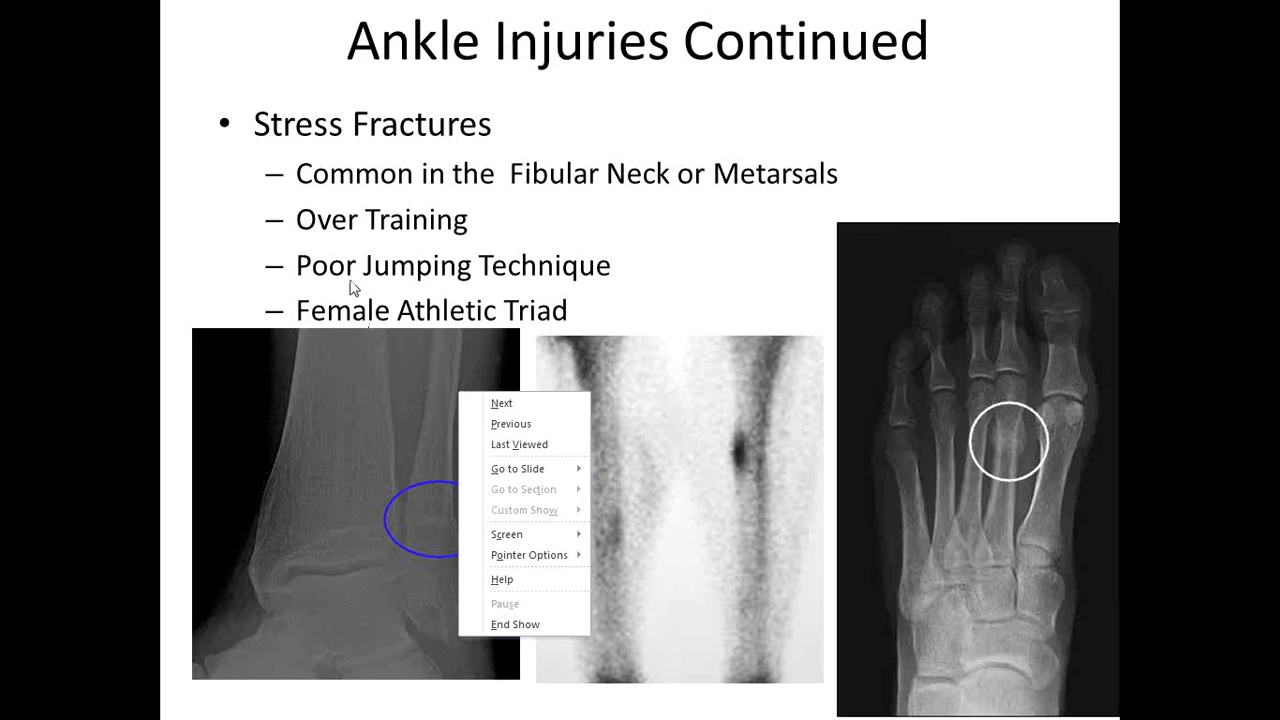 Ankle Injuries Continued
• Stress Fractures
– Common in the  Fibular Neck or Metarsals
– Over Training
– Poor Jumping Technique
– Female Athletic Triad
Next
Previous
Last Viewed
Go to Slide
Go to Section
Custom Show
Screen
Pointer Options
Help
Pause
End Show